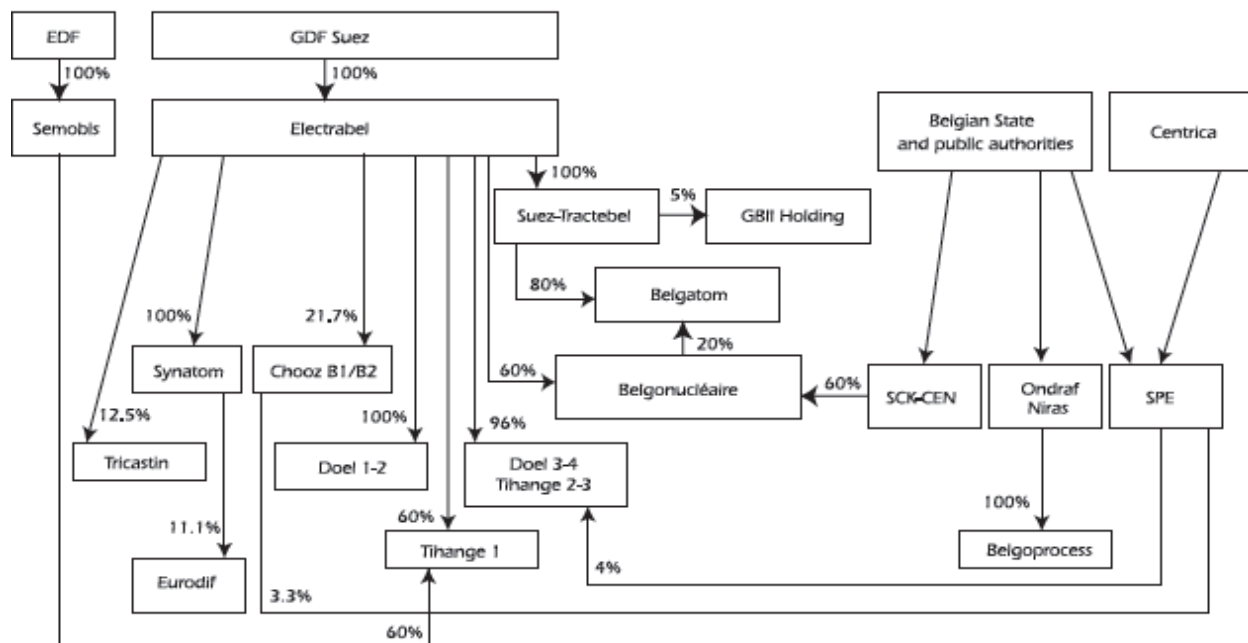 EDF
GDF Suez
100%
100%
Semobis
Electrabel
Belgian State
and public authorities
Centrica
100%
5%
Suez-Tractebel
GBII Holding
80%
Belgatom
100%
21.7%
20%
Synatom
Chooz B1/B2
60%
Belgonucléaire
60%
SCK-CEN
Ondraf
Niras
SPE
12.5%
100%
96%
Tricastin
Doel 1-2
Doel 3-4
Tihange 2-3
100%
11.1%
60%
Tihange 1
Belgoprocess
Eurodif
4%
3.3%
60%